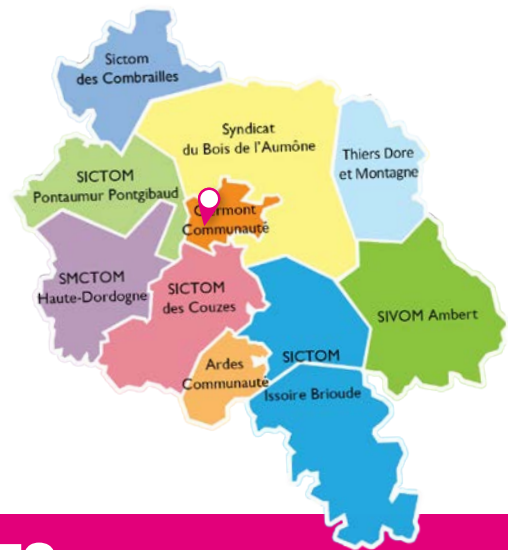 Sictom
des Combrailles
Syndicat
du Bois de l'Aumône
Thiers Dore
et Montagne
SICTOM
Pontaumur Pontgibaud
Communauté
SMCTOM
Haute-Dordogne
SICTOM
des Couzes
SIVOM Ambert
Ardes
Communauté
SICTOM
Issoire Brioude